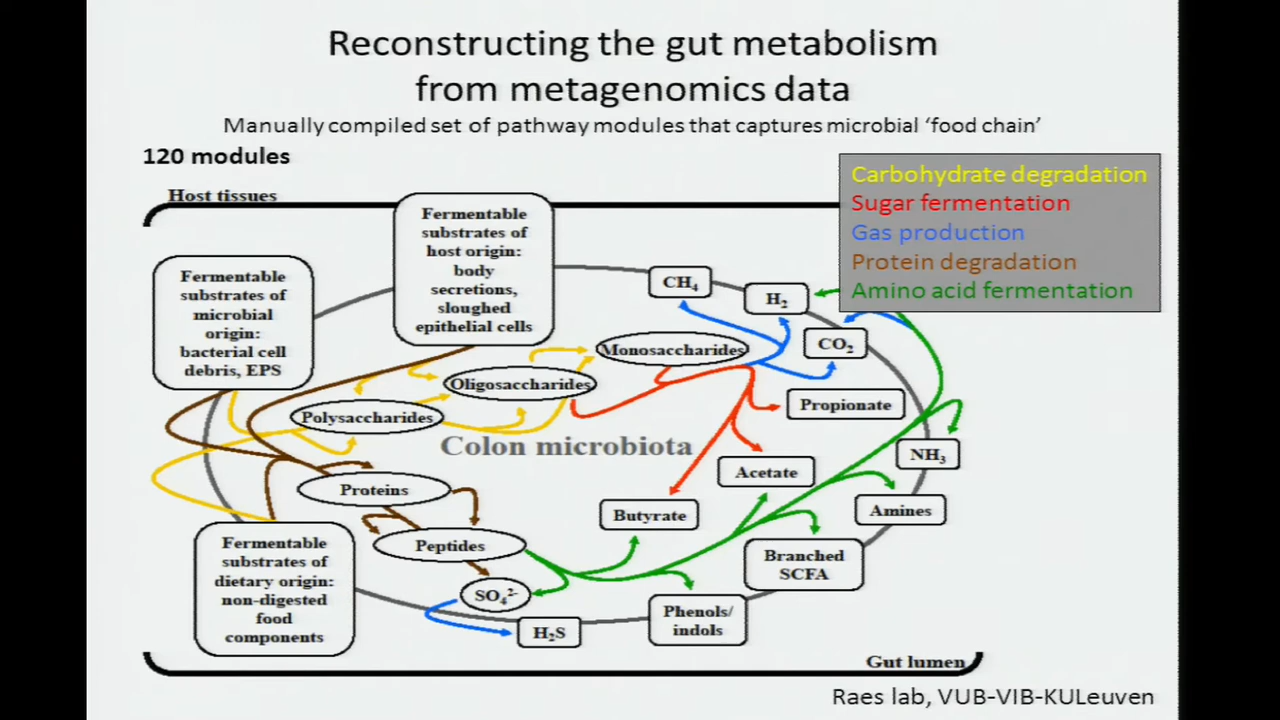 Reconstructing the gut metabolism
from metagenomics data
Manually compiled set of pathway modules that captures microbial ‘food chain’
120 modules
Carbohydrate degradation
Sugar fermentation
Gas production
Protein degradation
Amino acid fermentation
Host tissues
Fermentable
substrates of
host origin:
body
secretions,
sloughed
epithelial cells
Fermentable
substrates of
microbial
origin:
bacterial cell
debris, EPS
CH₄
H₂
CO₂
Monosaccharides
Oligosaccharides
Polysaccharides
Propionate
Colon microbiota
NH₃
Acetate
Proteins
Amines
Butyrate
Peptides
Fermentable
substrates of
dietary origin:
non-digested
food
components
Branched
SCFA
SO₄²⁻
Phenols/
indols
H₂S
Gut lumen
Raes lab, VUB-VIB-KULeuven